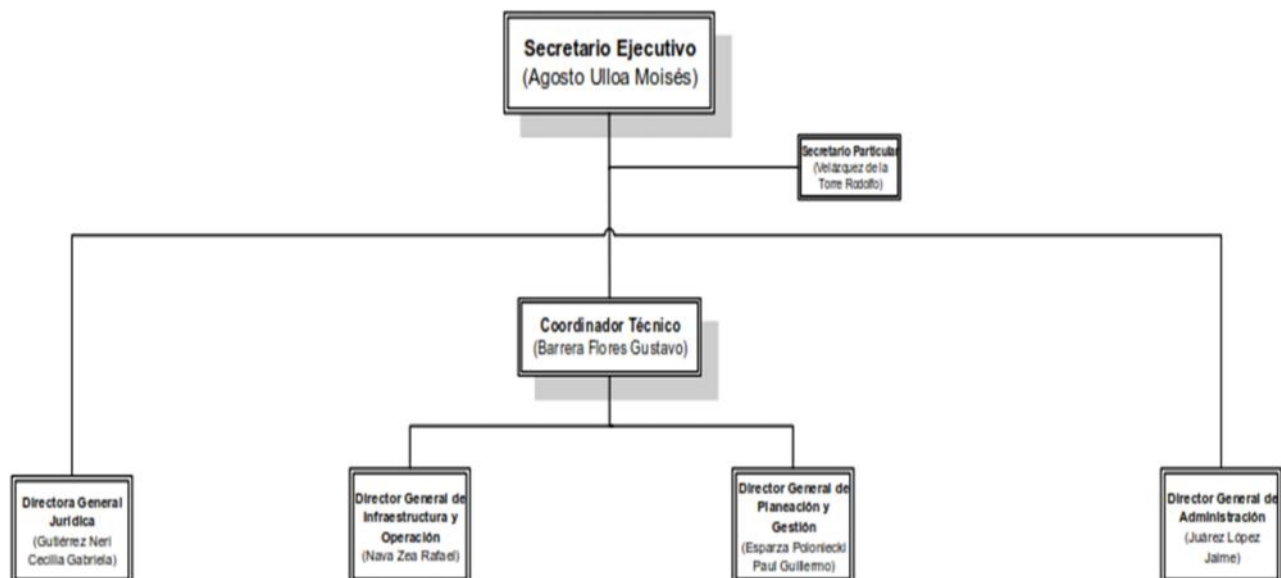 Secretario Ejecutivo
(Agosto Ulloa Moisés)
Secretario Particular
(Velázquez de la
Torre Rodolfo)
Coordinador Técnico
(Barrera Flores Gustavo)
Directora General
Jurídica
(Gutiérrez Neri
Cecilia Gabriela)
Director General de
Infraestructura y
Operación
(Nava Zea Rafael)
Director General de
Planeación y
Gestión
(Esparza Poloniecki
Paul Guillermo)
Director General de
Administración
(Juárez López
Jaime)